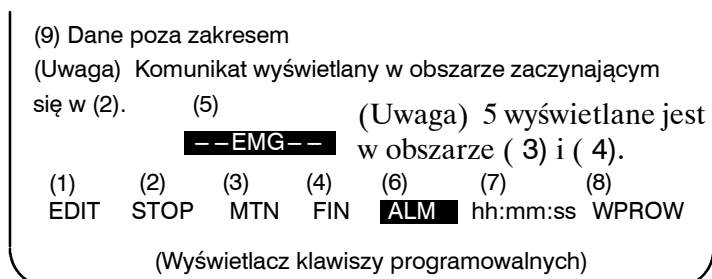 (9) Dane poza zakresem
(Uwaga) Komunikat wyświetlany w obszarze zaczynającym
się w (2). (5) (Uwaga) 5 wyświetlane jest
−−EMG−− w obszarze ( 3) i ( 4).
(1) (2) (3) (4) (6) (7) (8)
EDIT STOP MTN FIN ALM hh:mm:ss WPROW
(Wyświetlacz klawiszy programowalnych)